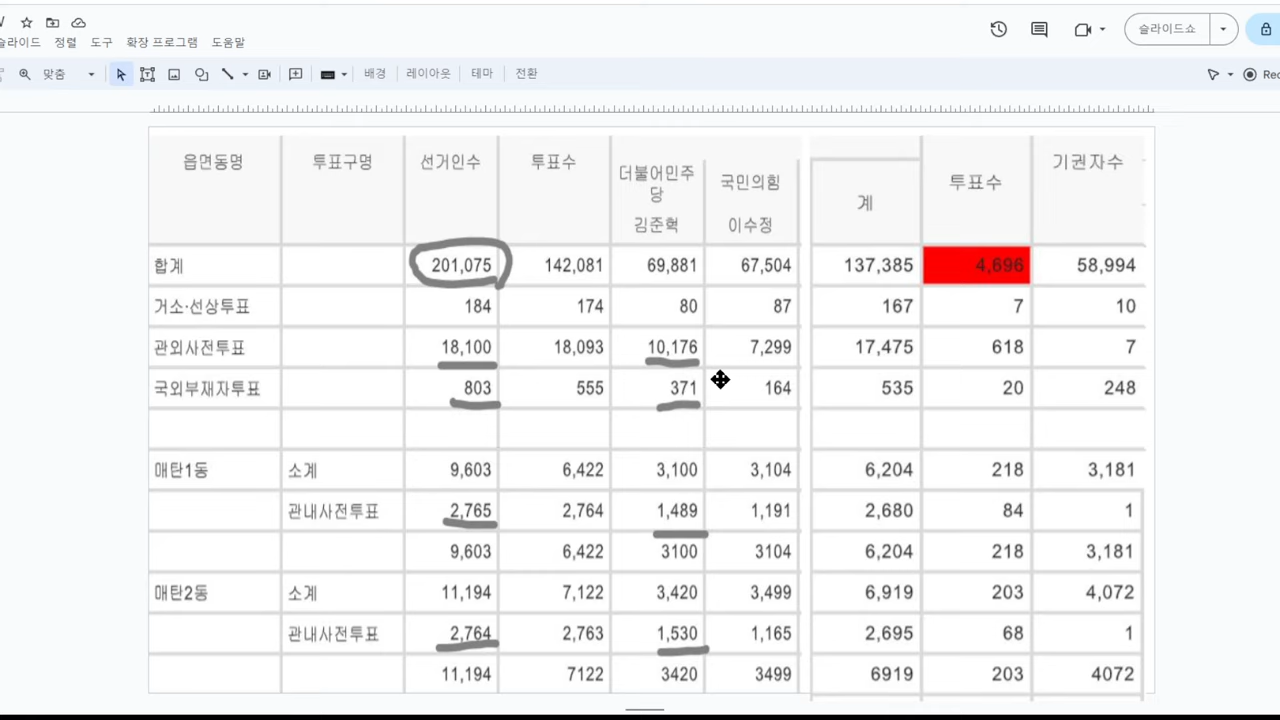 슬라이드 정렬 도구 확장 프로그램 도움말
슬라이드쇼
맞춤 배경 레이아웃 테마 전환 Rec
읍면동명 투표구명 선거인수 투표수 더불어민주당 김준혁 국민의힘 이수정 계 투표수 기권자수
합계 201,075 142,081 69,881 67,504 137,385 4,696 58,994
거소·선상투표 184 174 80 87 167 7 10
관외사전투표 18,100 18,093 10,176 7,299 17,475 618 7
국외부재자투표 803 555 371 164 535 20 248
매탄1동 소계 9,603 6,422 3,100 3,104 6,204 218 3,181
관내사전투표 2,765 2,764 1,489 1,191 2,680 84 1
9,603 6,422 3100 3104 6,204 218 3,181
매탄2동 소계 11,194 7,122 3,420 3,499 6,919 203 4,072
관내사전투표 2,764 2,763 1,530 1,165 2,695 68 1
11,194 7122 3420 3499 6919 203 4072